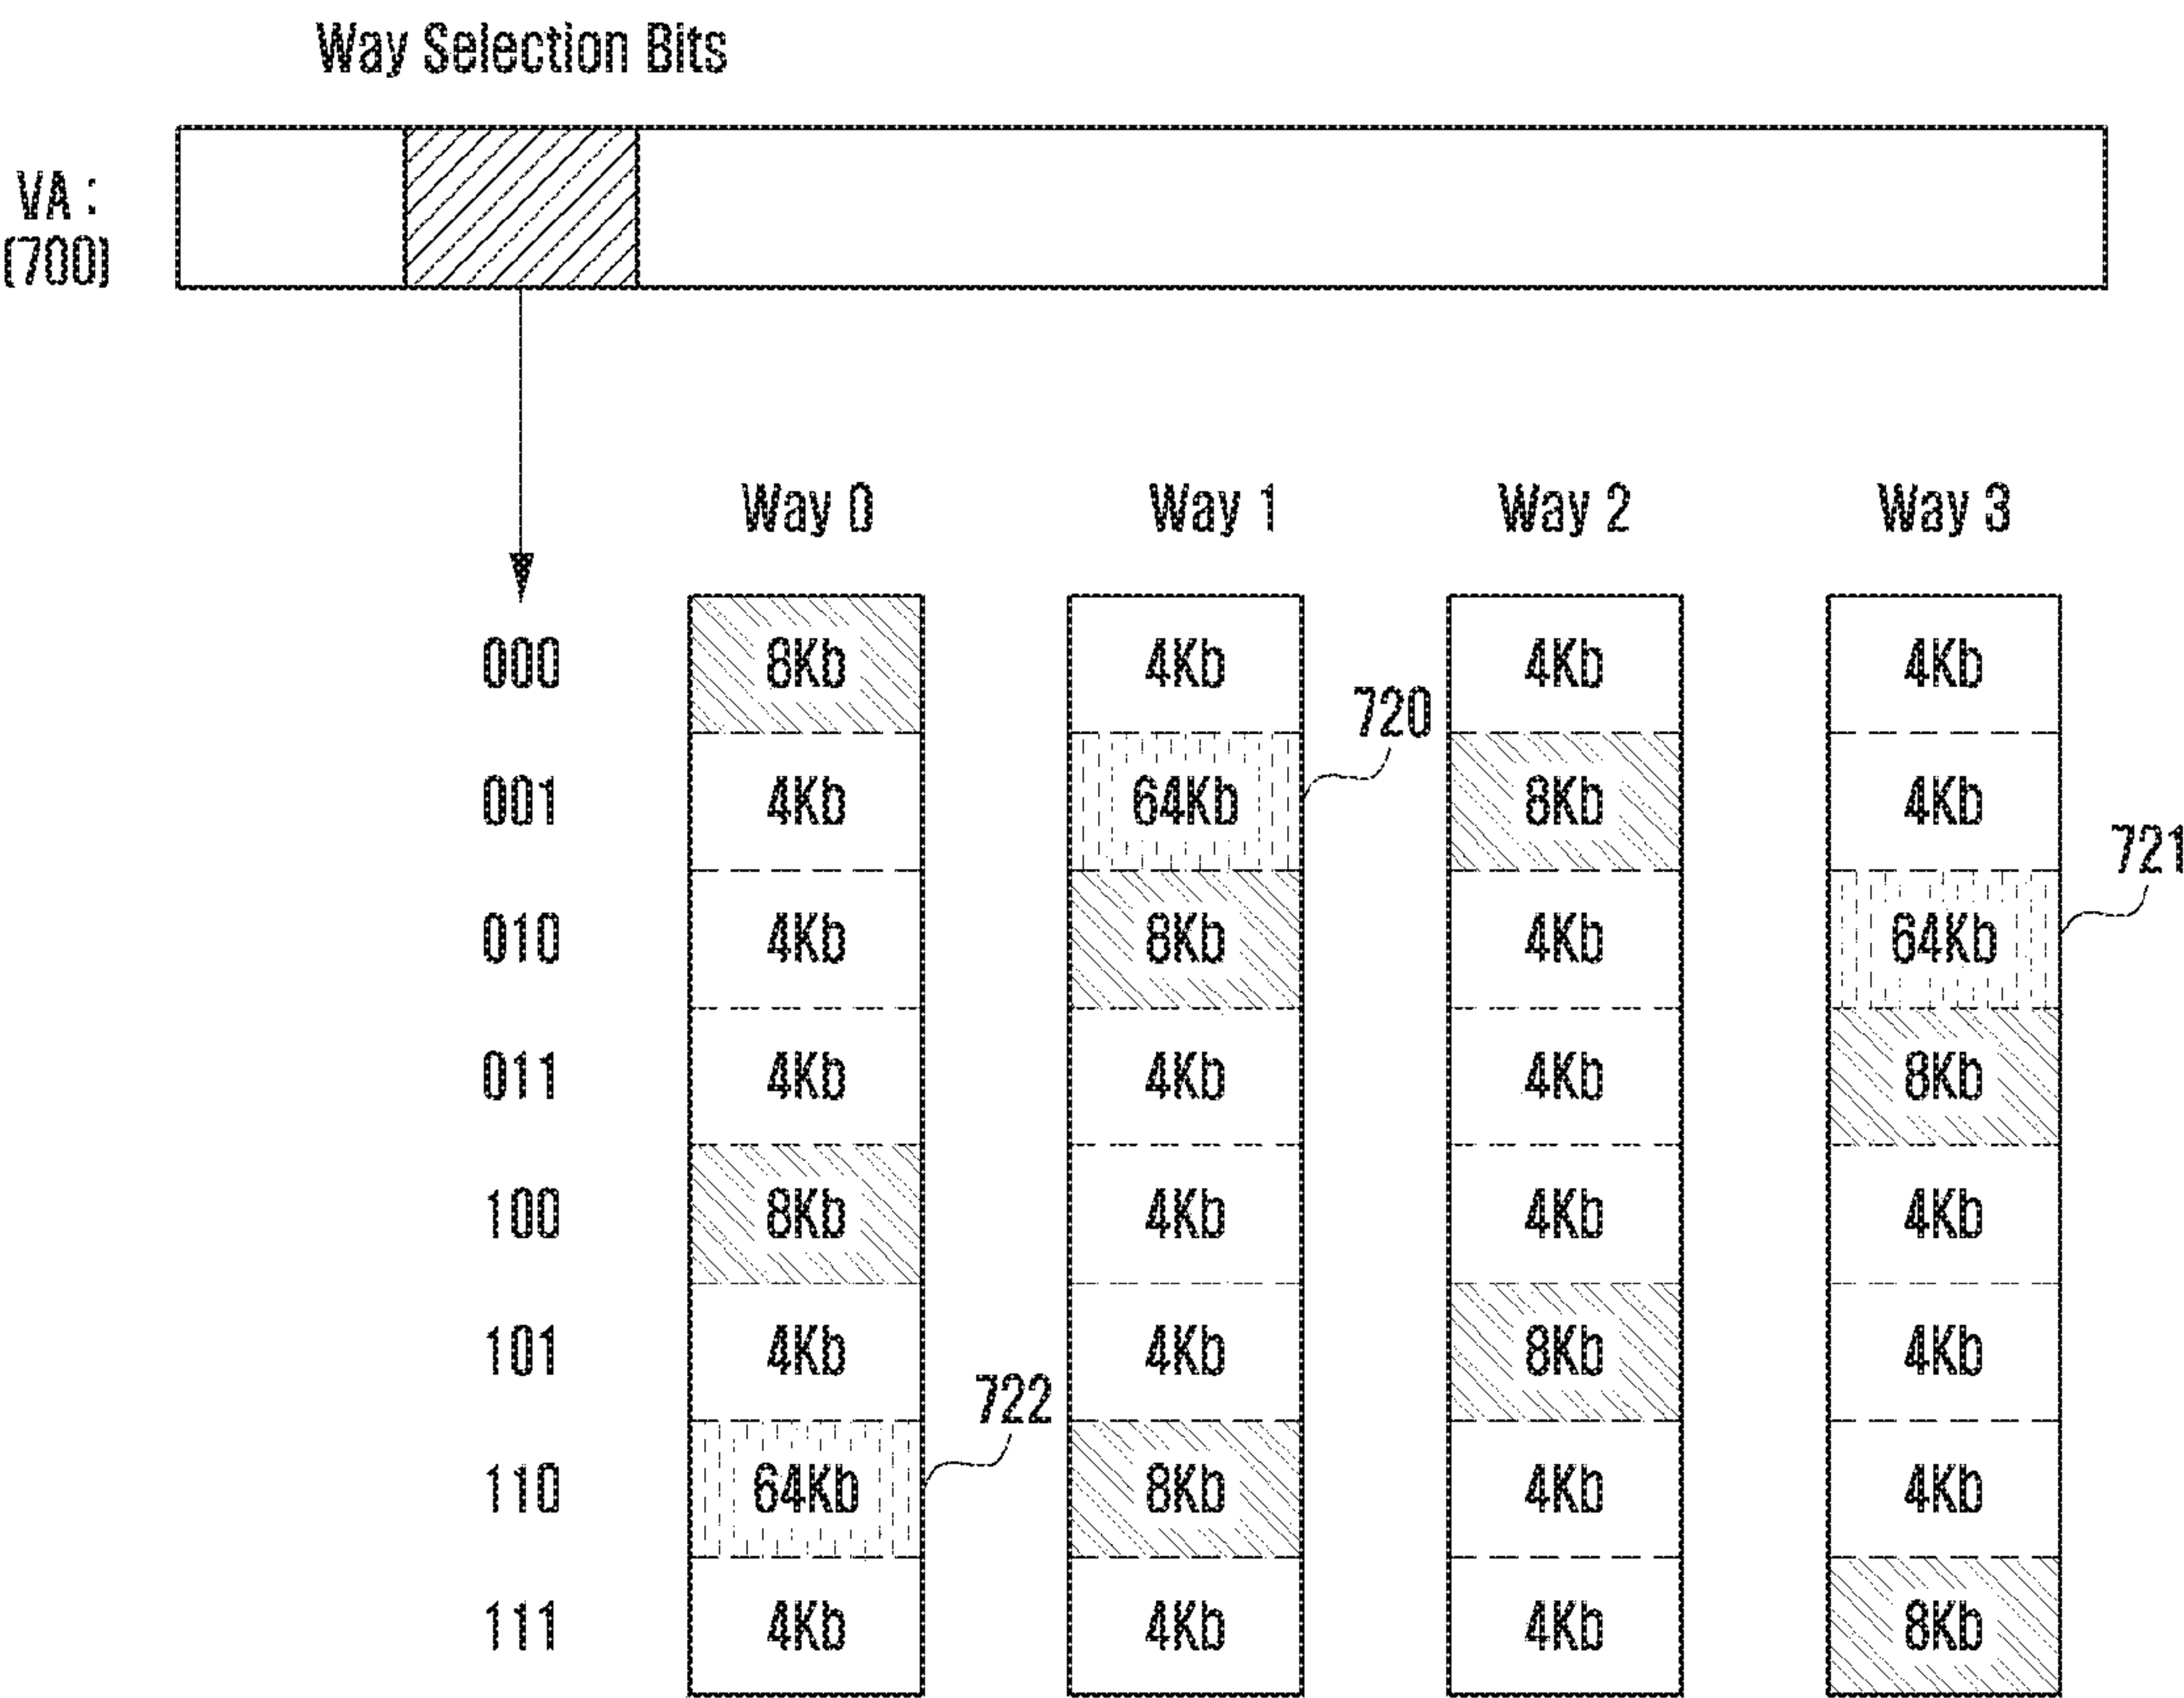 Way Selection Bits
VA :
(700)
Way 0 Way 1 Way 2 Way 3
000 8Kb 4Kb 4Kb 4Kb
720
001 4Kb 64Kb 8Kb 4Kb
721
010 4Kb 8Kb 4Kb 64Kb
011 4Kb 4Kb 4Kb 8Kb
100 8Kb 4Kb 4Kb 4Kb
101 4Kb 4Kb 8Kb 4Kb
722
110 64Kb 8Kb 4Kb 4Kb
111 4Kb 4Kb 4Kb 8Kb